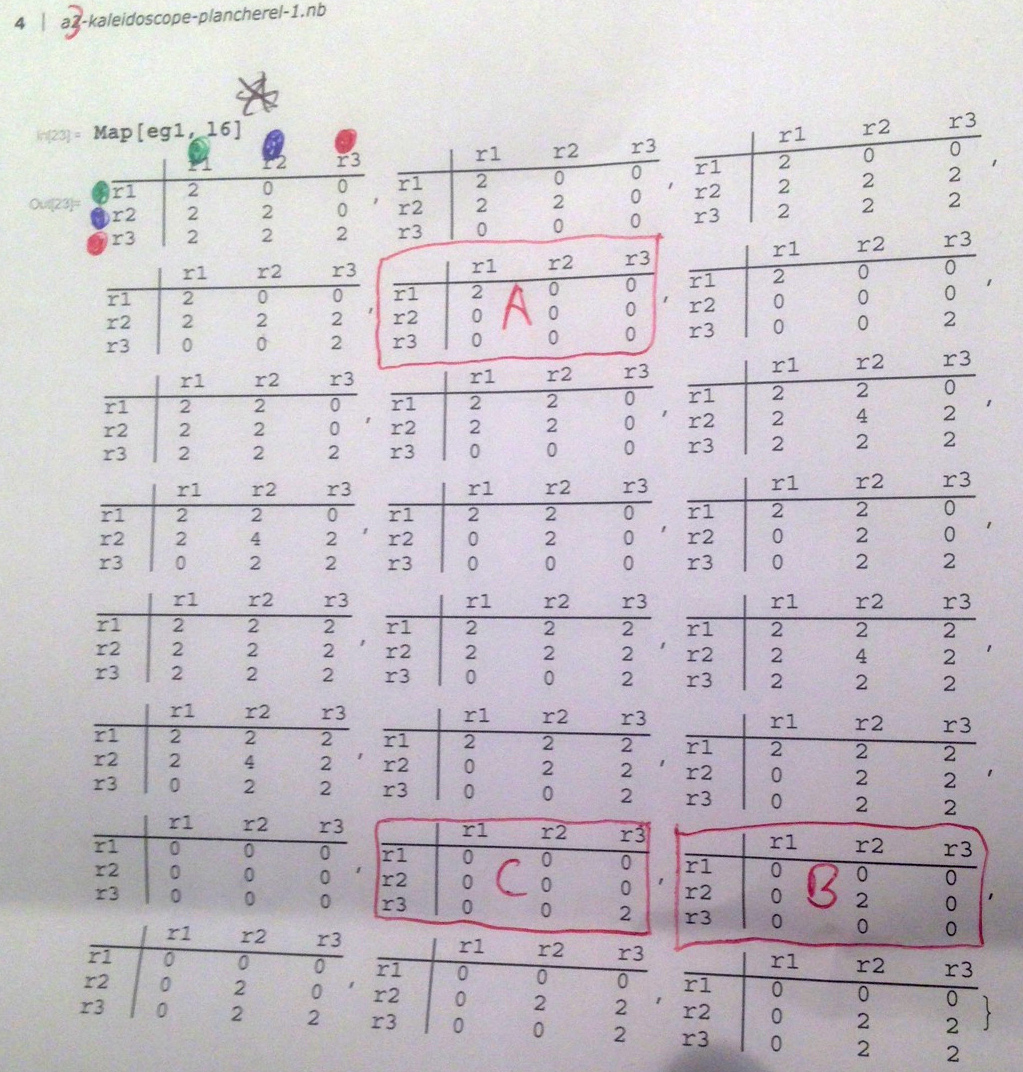 4 | a3-kaleidoscope-plancherel-1.nb
In[23]:= Map[eg1, 16]
r1 r2 r3 r1 r2 r3 r1 r2 r3
r1 2 0 0 r1 2 0 0 r1 2 0 0
Out[23]= r2 2 2 0 , r2 2 2 0 , r2 2 2 2 ,
r3 2 2 2 r3 0 0 0 r3 2 2 2
r1 r2 r3 r1 r2 r3 r1 r2 r3
r1 2 0 0 r1 2 0 0 r1 2 0 0
r2 2 2 2 , r2 0 A 0 0 , r2 0 0 0 ,
r3 0 0 2 r3 0 0 0 r3 0 0 2
r1 r2 r3 r1 r2 r3 r1 r2 r3
r1 2 2 0 r1 2 2 0 r1 2 2 0
r2 2 2 0 , r2 2 2 0 , r2 2 4 2 ,
r3 2 2 2 r3 0 0 0 r3 2 2 2
r1 r2 r3 r1 r2 r3 r1 r2 r3
r1 2 2 0 r1 2 2 0 r1 2 2 0
r2 2 4 2 , r2 0 2 0 , r2 0 2 0 ,
r3 0 2 2 r3 0 0 0 r3 0 2 2
r1 r2 r3 r1 r2 r3 r1 r2 r3
r1 2 2 2 r1 2 2 2 r1 2 2 2
r2 2 2 2 , r2 2 2 2 , r2 2 4 2 ,
r3 2 2 2 r3 0 0 2 r3 2 2 2
r1 r2 r3 r1 r2 r3 r1 r2 r3
r1 2 2 2 r1 2 2 2 r1 2 2 2
r2 2 4 2 , r2 0 2 2 , r2 0 2 2 ,
r3 0 2 2 r3 0 0 2 r3 0 2 2
r1 r2 r3 r1 r2 r3 r1 r2 r3
r1 0 0 0 r1 0 0 0 r1 0 0 0
r2 0 0 0 , r2 0 C 0 0 , r2 0 B 2 0 ,
r3 0 0 0 r3 0 0 2 r3 0 0 0
r1 r2 r3 r1 r2 r3 r1 r2 r3
r1 0 0 0 r1 0 0 0 r1 0 0 0
r2 0 2 0 , r2 0 2 2 , r2 0 2 2 }
r3 0 2 2 r3 0 0 2 r3 0 2 2